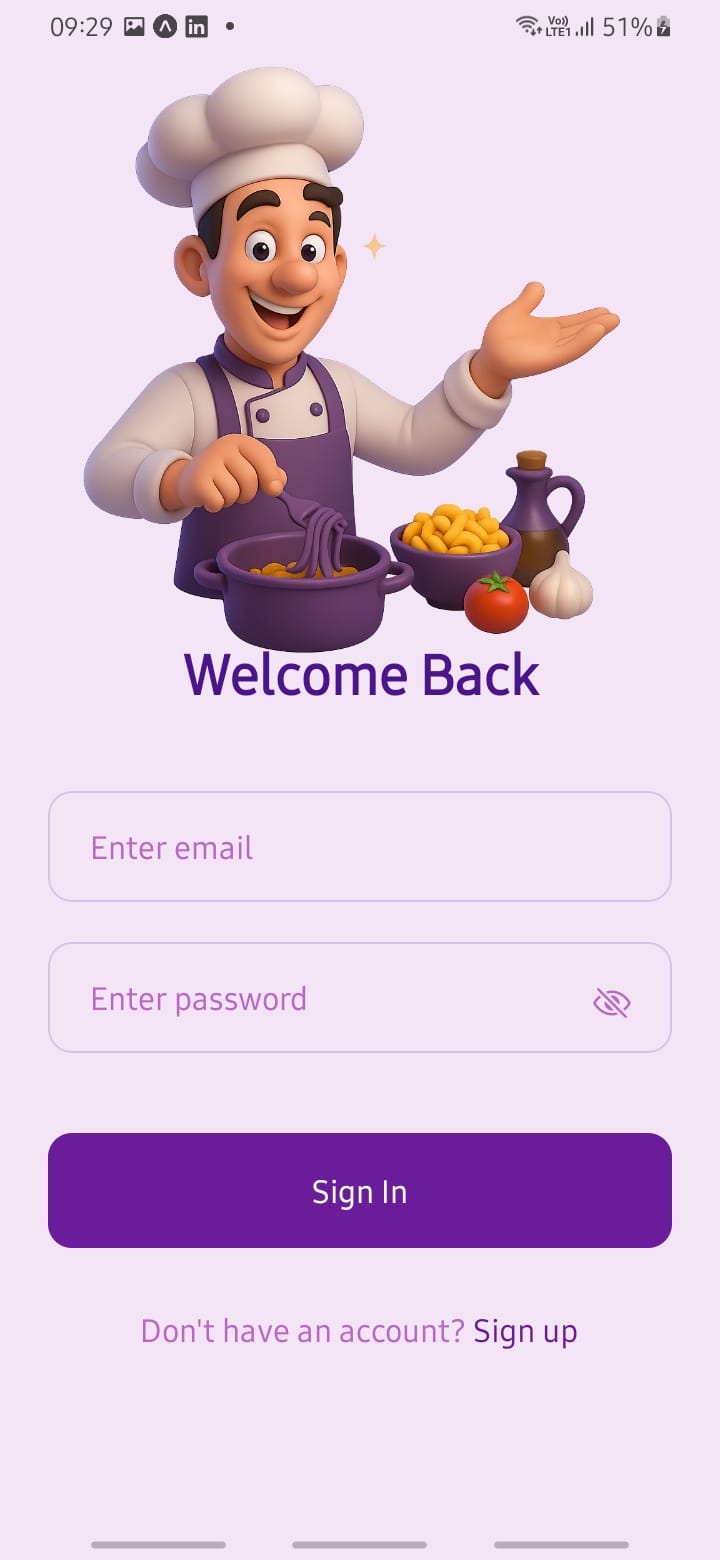 09:29 in Vo)) LTE1 51%
Welcome Back
Enter email
Enter password
Sign In
Don't have an account? Sign up